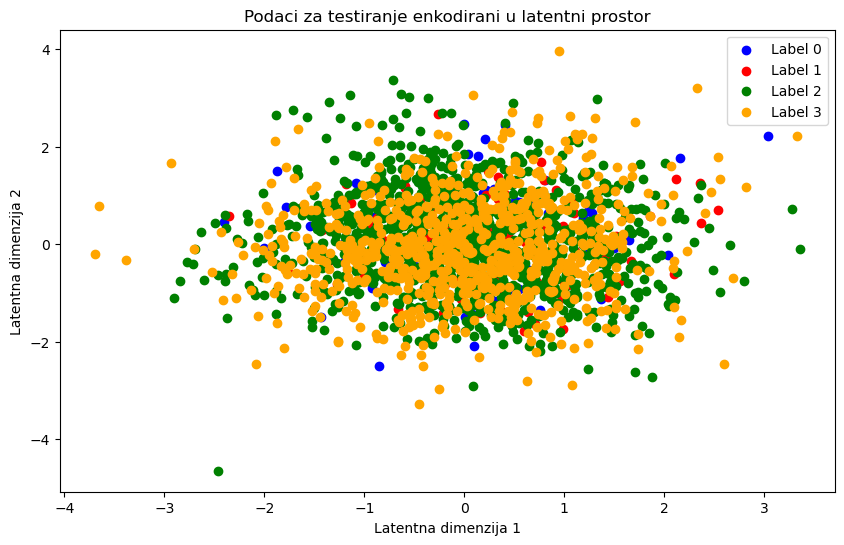 Podaci za testiranje enkodirani u latentni prostor
Label 0
Label 1
Label 2
Label 3
Latentna dimenzija 2
4
2
0
−2
−4
−4
−3
−2
−1
0
1
2
3
Latentna dimenzija 1